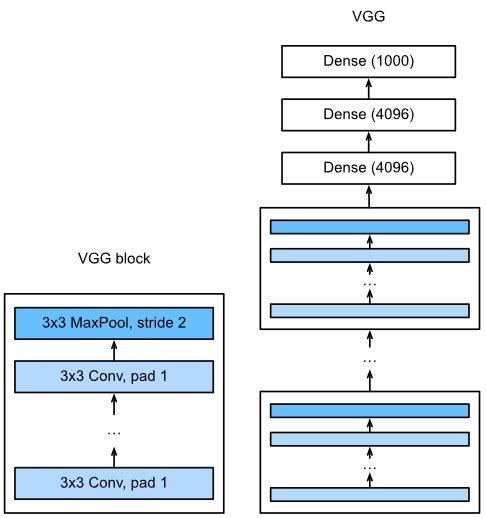 VGG
Dense (1000)
Dense (4096)
Dense (4096)
...
...
...
VGG block
3x3 MaxPool, stride 2
3x3 Conv, pad 1
...
3x3 Conv, pad 1